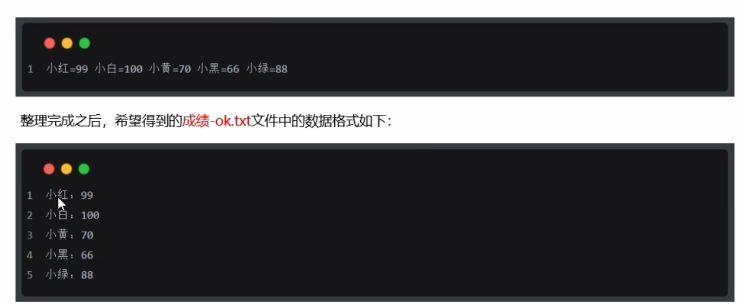 1 小红=99 小白=100 小黄=70 小黑=66 小绿=88
整理完成之后，希望得到的成绩-ok.txt文件中的数据格式如下：
1 小红：99
2 小白：100
3 小黄：70
4 小黑：66
5 小绿：88